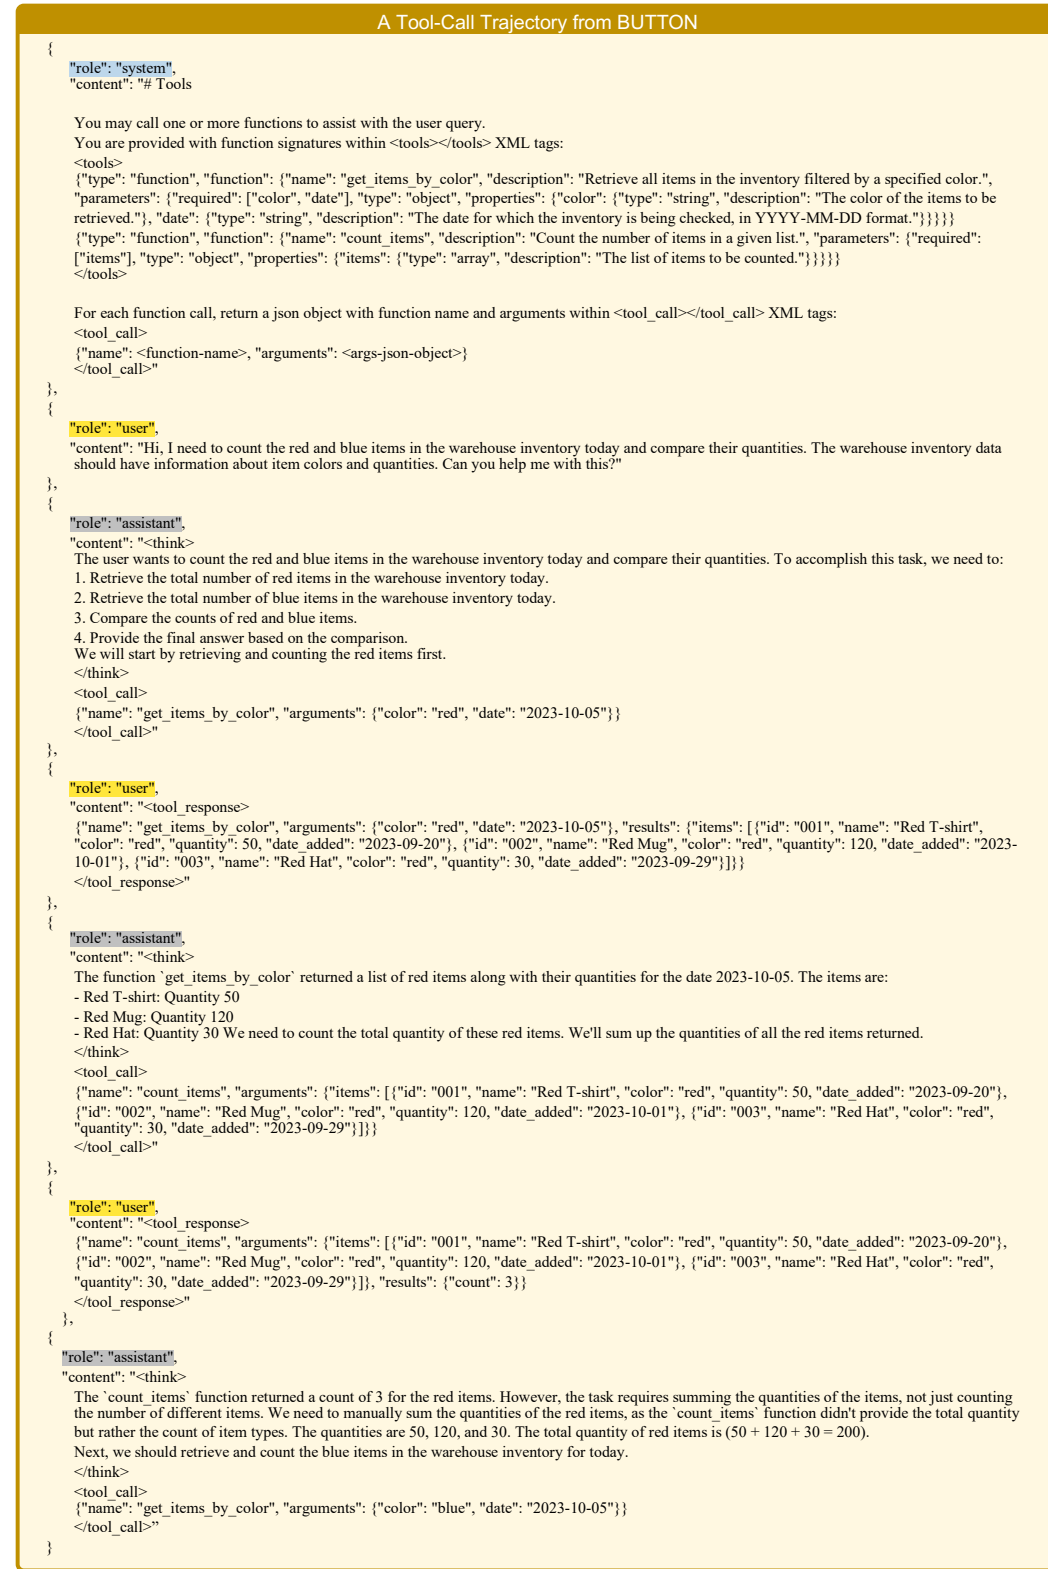 A Tool-Call Trajectory from BUTTON
{
"role": "system",
"content": "# Tools
You may call one or more functions to assist with the user query.
You are provided with function signatures within <tools></tools> XML tags:
<tools>
{"type": "function", "function": {"name": "get_items_by_color", "description": "Retrieve all items in the inventory filtered by a specified color.",
"parameters": {"required": ["color", "date"], "type": "object", "properties": {"color": {"type": "string", "description": "The color of the items to be
retrieved."}, "date": {"type": "string", "description": "The date for which the inventory is being checked, in YYYY-MM-DD format."}}}}}
{"type": "function", "function": {"name": "count_items", "description": "Count the number of items in a given list.", "parameters": {"required":
["items"], "type": "object", "properties": {"items": {"type": "array", "description": "The list of items to be counted."}}}}}
</tools>
For each function call, return a json object with function name and arguments within <tool_call></tool_call> XML tags:
<tool_call>
{"name": <function-name>, "arguments": <args-json-object>}
</tool_call>"
},
{
"role": "user",
"content": "Hi, I need to count the red and blue items in the warehouse inventory today and compare their quantities. The warehouse inventory data
should have information about item colors and quantities. Can you help me with this?"
},
{
"role": "assistant",
"content": "<think>
The user wants to count the red and blue items in the warehouse inventory today and compare their quantities. To accomplish this task, we need to:
1. Retrieve the total number of red items in the warehouse inventory today.
2. Retrieve the total number of blue items in the warehouse inventory today.
3. Compare the counts of red and blue items.
4. Provide the final answer based on the comparison.
We will start by retrieving and counting the red items first.
</think>
<tool_call>
{"name": "get_items_by_color", "arguments": {"color": "red", "date": "2023-10-05"}}
</tool_call>"
},
{
"role": "user",
"content": "<tool_response>
{"name": "get_items_by_color", "arguments": {"color": "red", "date": "2023-10-05"}, "results": {"items": [{"id": "001", "name": "Red T-shirt",
"color": "red", "quantity": 50, "date_added": "2023-09-20"}, {"id": "002", "name": "Red Mug", "color": "red", "quantity": 120, "date_added": "2023-
10-01"}, {"id": "003", "name": "Red Hat", "color": "red", "quantity": 30, "date_added": "2023-09-29"}]}}
</tool_response>"
},
{
"role": "assistant",
"content": "<think>
The function `get_items_by_color` returned a list of red items along with their quantities for the date 2023-10-05. The items are:
- Red T-shirt: Quantity 50
- Red Mug: Quantity 120
- Red Hat: Quantity 30 We need to count the total quantity of these red items. We'll sum up the quantities of all the red items returned.
</think>
<tool_call>
{"name": "count_items", "arguments": {"items": [{"id": "001", "name": "Red T-shirt", "color": "red", "quantity": 50, "date_added": "2023-09-20"},
{"id": "002", "name": "Red Mug", "color": "red", "quantity": 120, "date_added": "2023-10-01"}, {"id": "003", "name": "Red Hat", "color": "red",
"quantity": 30, "date_added": "2023-09-29"}]}}
</tool_call>"
},
{
"role": "user",
"content": "<tool_response>
{"name": "count_items", "arguments": {"items": [{"id": "001", "name": "Red T-shirt", "color": "red", "quantity": 50, "date_added": "2023-09-20"},
{"id": "002", "name": "Red Mug", "color": "red", "quantity": 120, "date_added": "2023-10-01"}, {"id": "003", "name": "Red Hat", "color": "red",
"quantity": 30, "date_added": "2023-09-29"}]}, "results": {"count": 3}}
</tool_response>"
},
{
"role": "assistant",
"content": "<think>
The `count_items` function returned a count of 3 for the red items. However, the task requires summing the quantities of the items, not just counting
the number of different items. We need to manually sum the quantities of the red items, as the `count_items` function didn't provide the total quantity
but rather the count of item types. The quantities are 50, 120, and 30. The total quantity of red items is (50 + 120 + 30 = 200).
Next, we should retrieve and count the blue items in the warehouse inventory for today.
</think>
<tool_call>
{"name": "get_items_by_color", "arguments": {"color": "blue", "date": "2023-10-05"}}
</tool_call>”
}